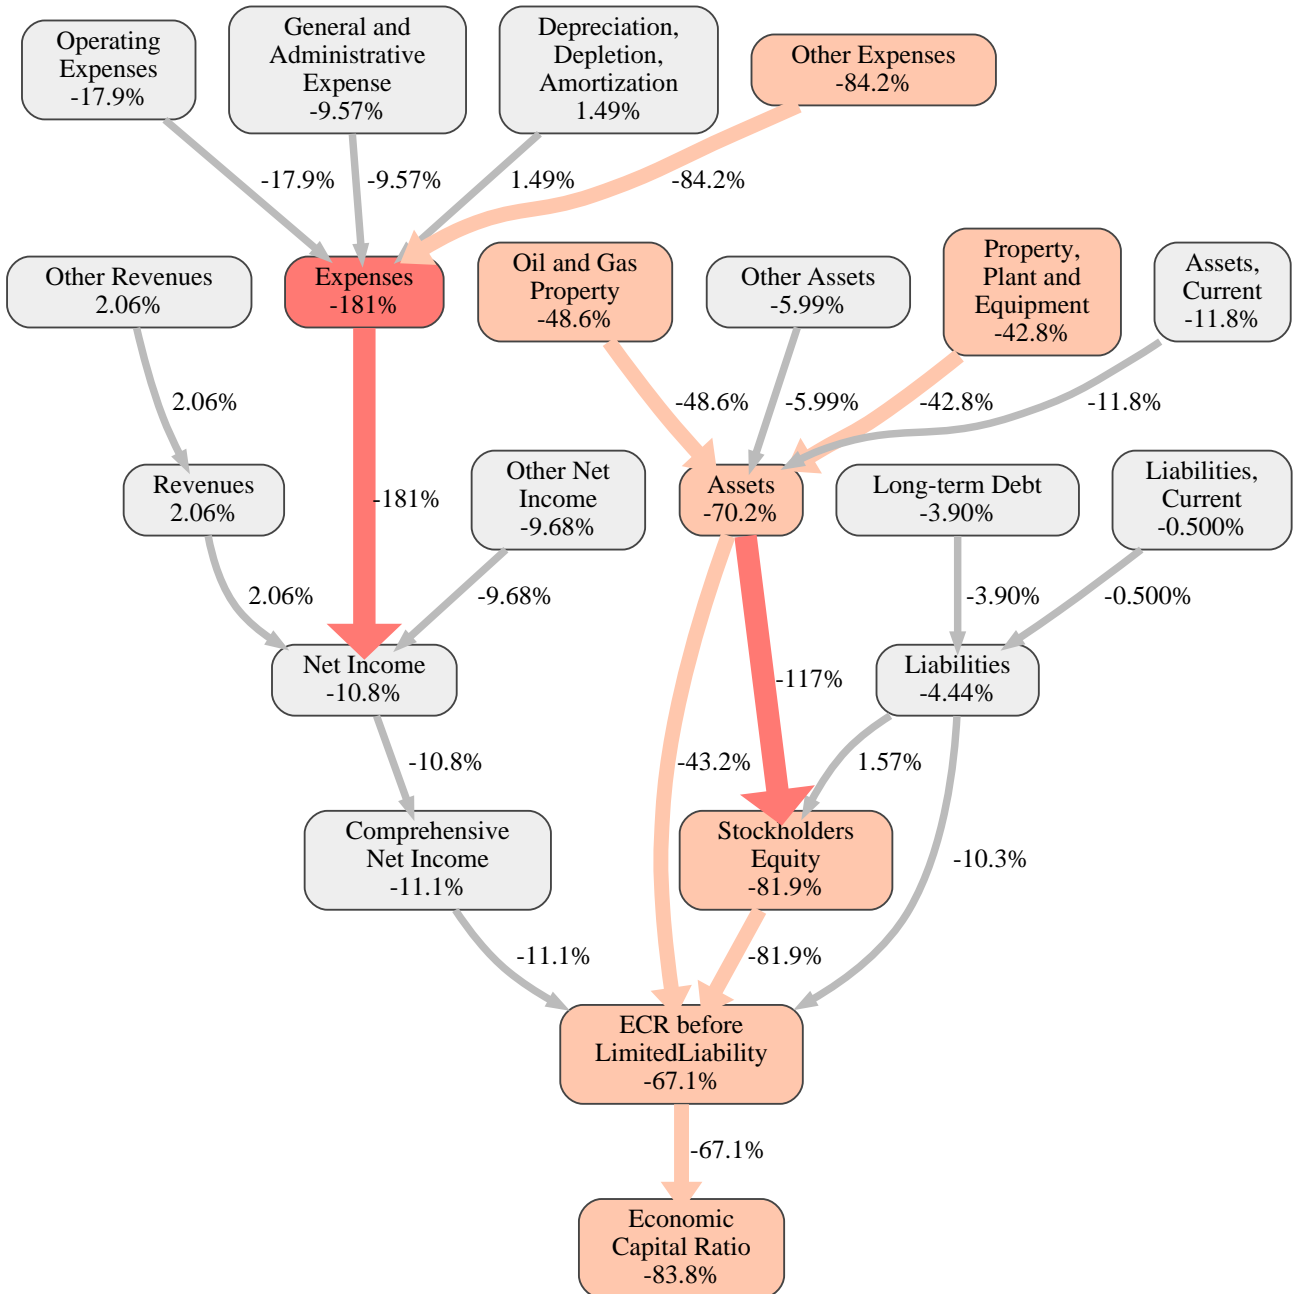 Operating
Expenses
-17.9%
General and
Administrative
Expense
-9.57%
Depreciation,
Depletion,
Amortization
1.49%
Other Expenses
-84.2%
-17.9%
-9.57%
1.49%
-84.2%
Other Revenues
2.06%
Expenses
-181%
Oil and Gas
Property
-48.6%
Other Assets
-5.99%
Property,
Plant and
Equipment
-42.8%
Assets,
Current
-11.8%
2.06%
-48.6%
-5.99%
-42.8%
-11.8%
Revenues
2.06%
-181%
Other Net
Income
-9.68%
Assets
-70.2%
Long-term Debt
-3.90%
Liabilities,
Current
-0.500%
2.06%
-9.68%
-3.90%
-0.500%
Net Income
-10.8%
-117%
Liabilities
-4.44%
-10.8%
-43.2%
1.57%
Comprehensive
Net Income
-11.1%
Stockholders
Equity
-81.9%
-10.3%
-11.1%
-81.9%
ECR before
LimitedLiability
-67.1%
-67.1%
Economic
Capital Ratio
-83.8%